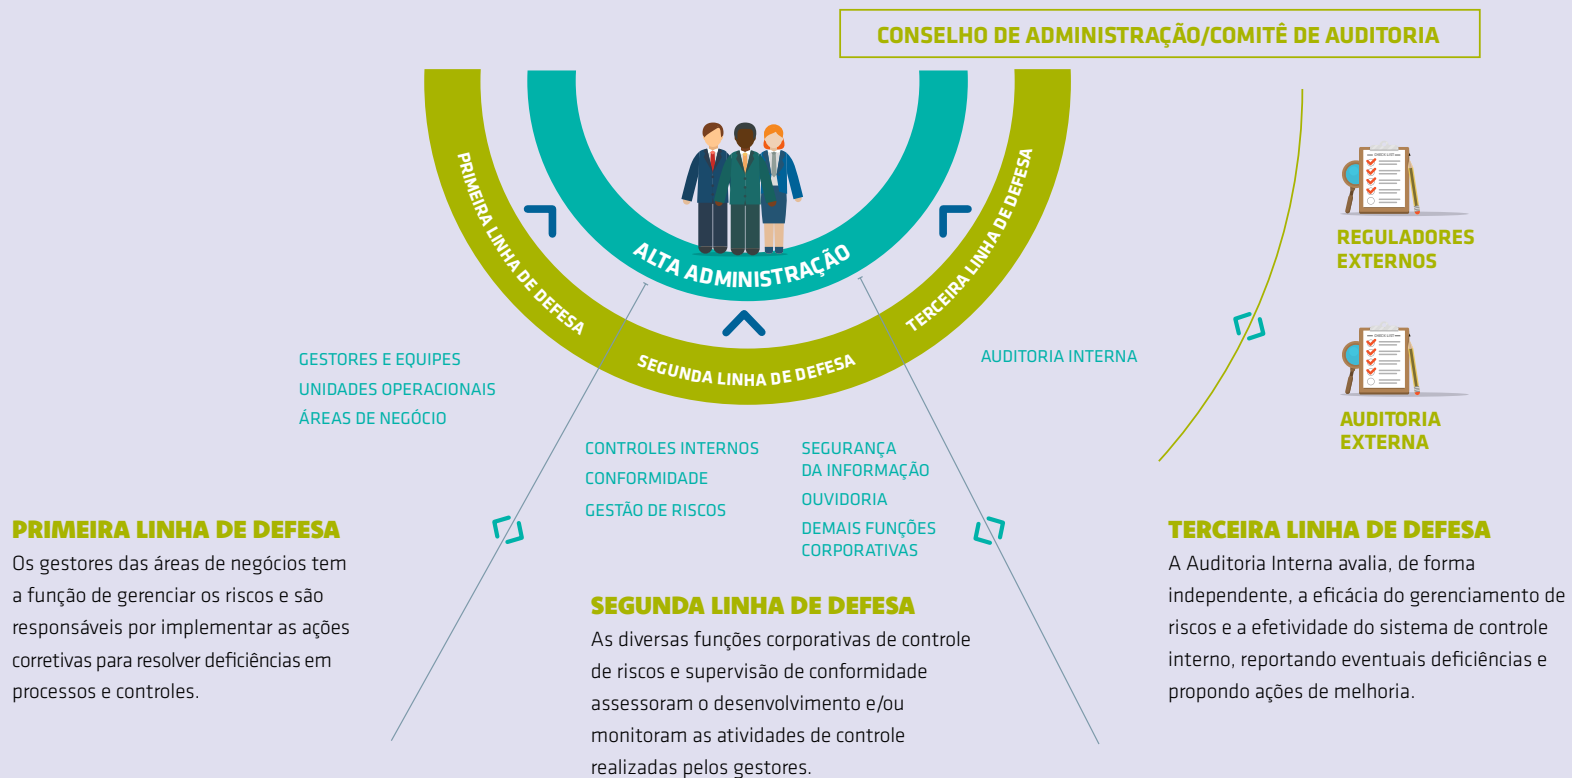 CONSELHO DE ADMINISTRAÇÃO/COMITÊ DE AUDITORIA
PRIMEIRA LINHA DE DEFESA
ALTA ADMINISTRAÇÃO
SEGUNDA LINHA DE DEFESA
TERCEIRA LINHA DE DEFESA
CHECK LIST
REGULADORES
EXTERNOS
CHECK LIST
AUDITORIA
EXTERNA
GESTORES E EQUIPES
UNIDADES OPERACIONAIS
ÁREAS DE NEGÓCIO
CONTROLES INTERNOS
CONFORMIDADE
GESTÃO DE RISCOS
SEGURANÇA
DA INFORMAÇÃO
OUVIDORIA
DEMAIS FUNÇÕES
CORPORATIVAS
AUDITORIA INTERNA
PRIMEIRA LINHA DE DEFESA
Os gestores das áreas de negócios tem
a função de gerenciar os riscos e são
responsáveis por implementar as ações
corretivas para resolver deficiências em
processos e controles.
SEGUNDA LINHA DE DEFESA
As diversas funções corporativas de controle
de riscos e supervisão de conformidade
assessoram o desenvolvimento e/ou
monitoram as atividades de controle
realizadas pelos gestores.
TERCEIRA LINHA DE DEFESA
A Auditoria Interna avalia, de forma
independente, a eficácia do gerenciamento de
riscos e a efetividade do sistema de controle
interno, reportando eventuais deficiências e
propondo ações de melhoria.